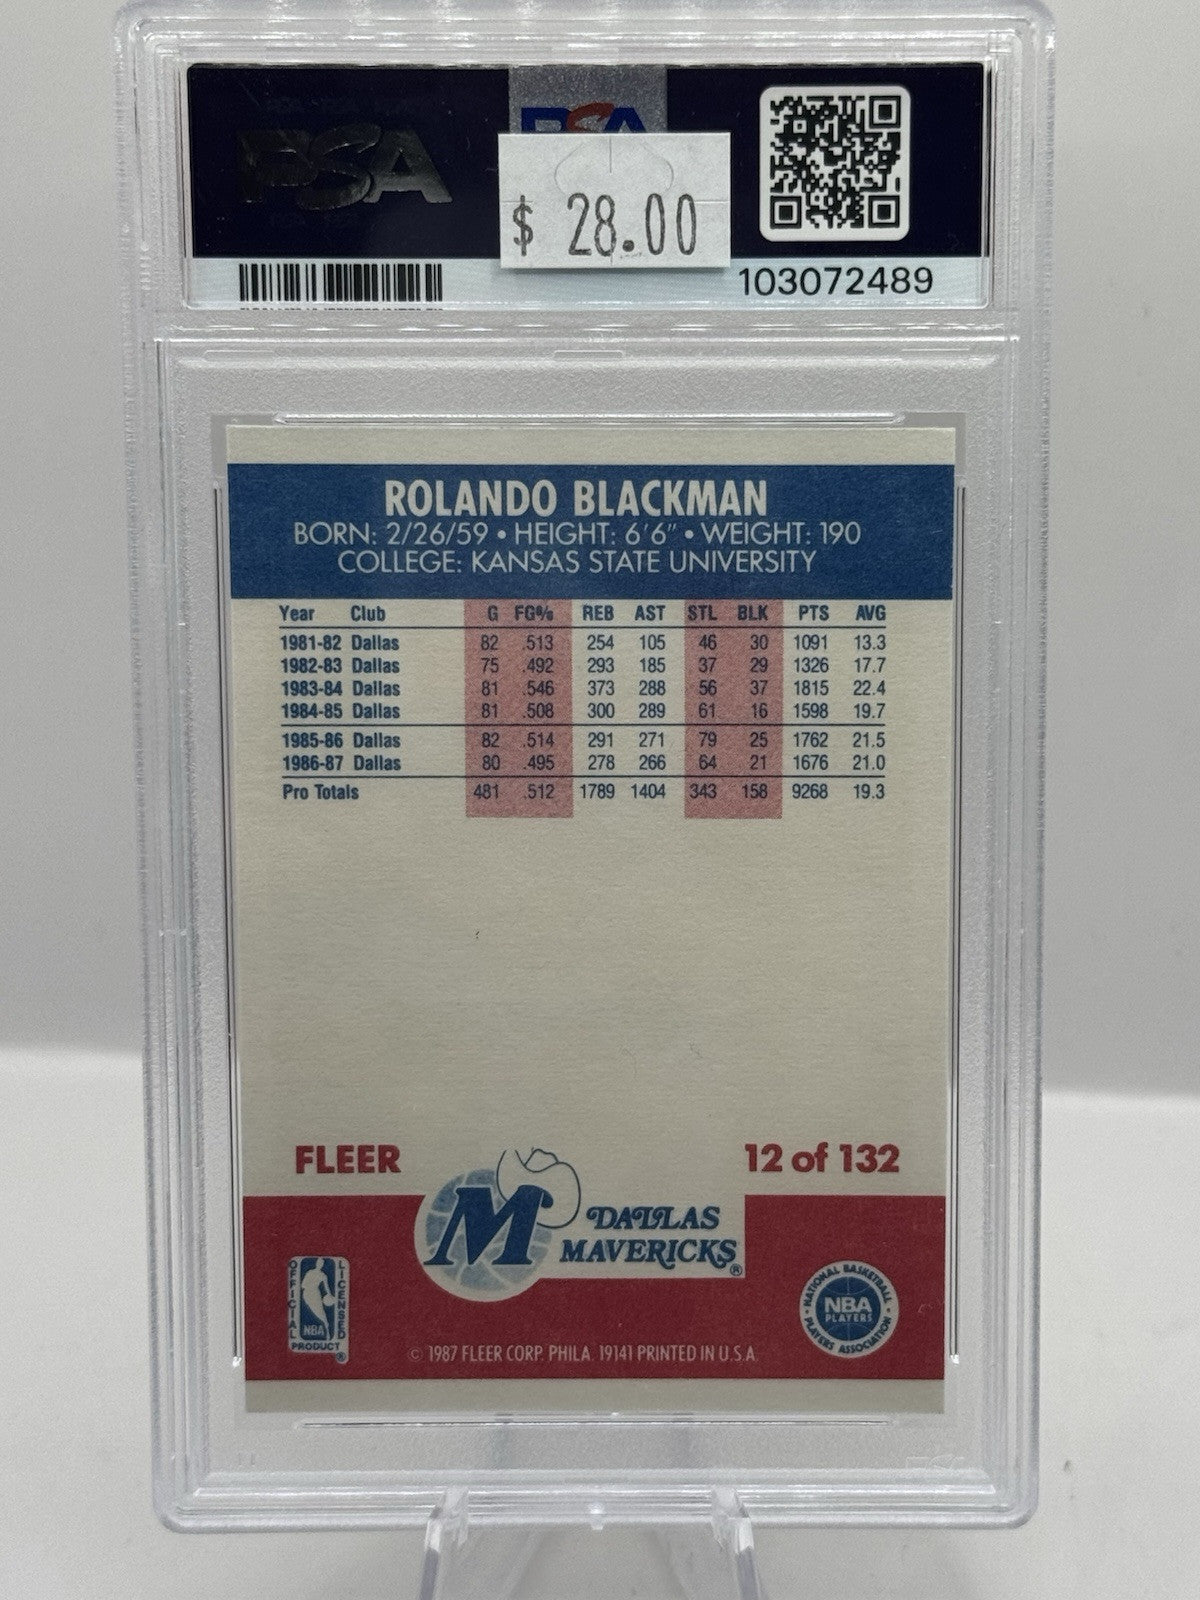 PSA
PSA
$ 28.00
103072489
ROLANDO BLACKMAN
BORN: 2/26/59 • HEIGHT: 6'6" • WEIGHT: 190
COLLEGE: KANSAS STATE UNIVERSITY
Year Club G FG% REB AST STL BLK PTS AVG
1981-82 Dallas 82 .513 254 105 46 30 1091 13.3
1982-83 Dallas 75 .492 293 185 37 29 1326 17.7
1983-84 Dallas 81 .546 373 288 56 37 1815 22.4
1984-85 Dallas 81 .508 300 289 61 16 1598 19.7
1985-86 Dallas 82 .514 291 271 79 25 1762 21.5
1986-87 Dallas 80 .495 278 266 64 21 1676 21.0
Pro Totals 481 .512 1789 1404 343 158 9268 19.3
FLEER
12 of 132
M
DALLAS
MAVERICKS®
OFFICIAL
LICENSED
NBA
PRODUCT ®
NATIONAL BASKETBALL
NBA
PLAYERS
PLAYERS ASSOCIATION
© 1987 FLEER CORP. PHILA. 19141 PRINTED IN U.S.A.